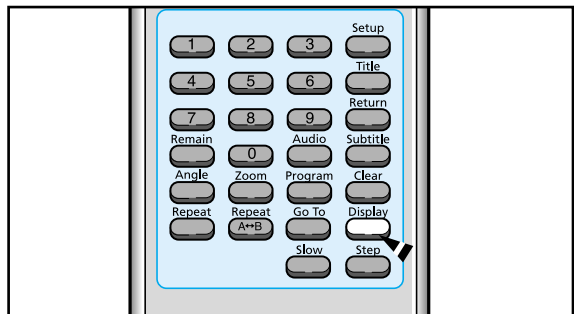 Setup
1 2 3
Title
4 5 6
Return
7 8 9
Remain Audio Subtitle
0
Angle Zoom Program Clear
Repeat Repeat Go To Display
A↔B
Slow Step